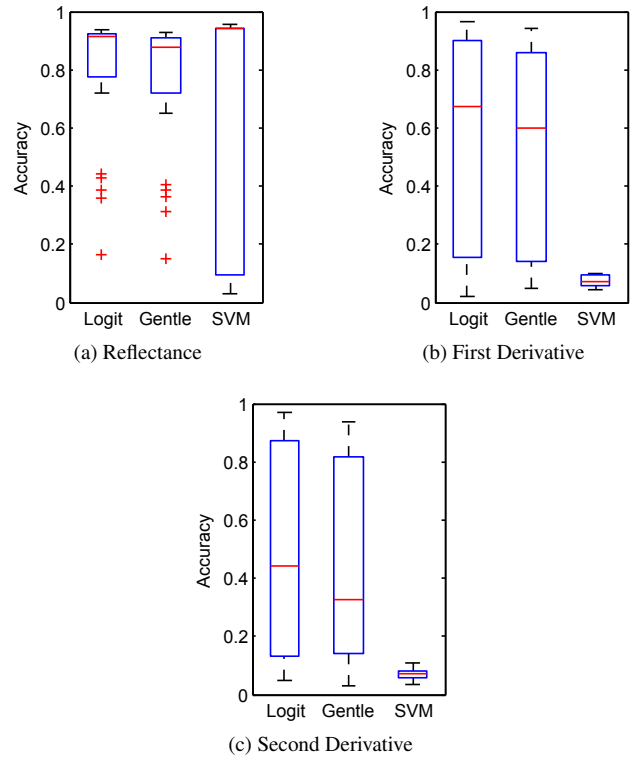 1
0.8
0.6
0.4
0.2
0
Accuracy
Logit Gentle SVM
(a) Reflectance
1
0.8
0.6
0.4
0.2
0
Accuracy
Logit Gentle SVM
(b) First Derivative
1
0.8
0.6
0.4
0.2
0
Accuracy
Logit Gentle SVM
(c) Second Derivative